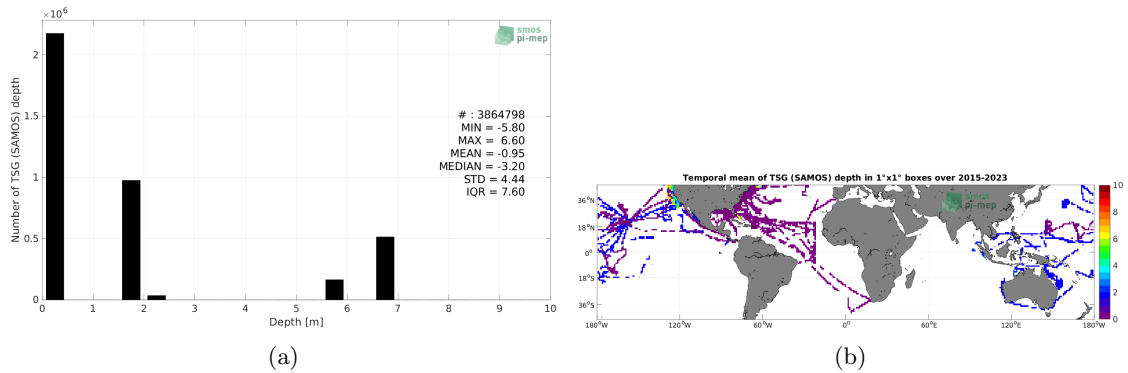 ×10⁶
smos
pi-mep
2
1.5
1
0.5
0
Number of TSG (SAMOS) depth
# : 3864798
MIN = -5.80
MAX = 6.60
MEAN = -0.95
MEDIAN = -3.20
STD = 4.44
IQR = 7.60
0 1 2 3 4 5 6 7 8 9 10
Depth [m]
(a)
Temporal mean of TSG (SAMOS) depth in 1°x1° boxes over 2015-2023
smos
pi-mep
36°N
18°N
0°
18°S
36°S
180°W 120°W 60°W 0° 60°E 120°E 180°W
10
8
6
4
2
0
(b)